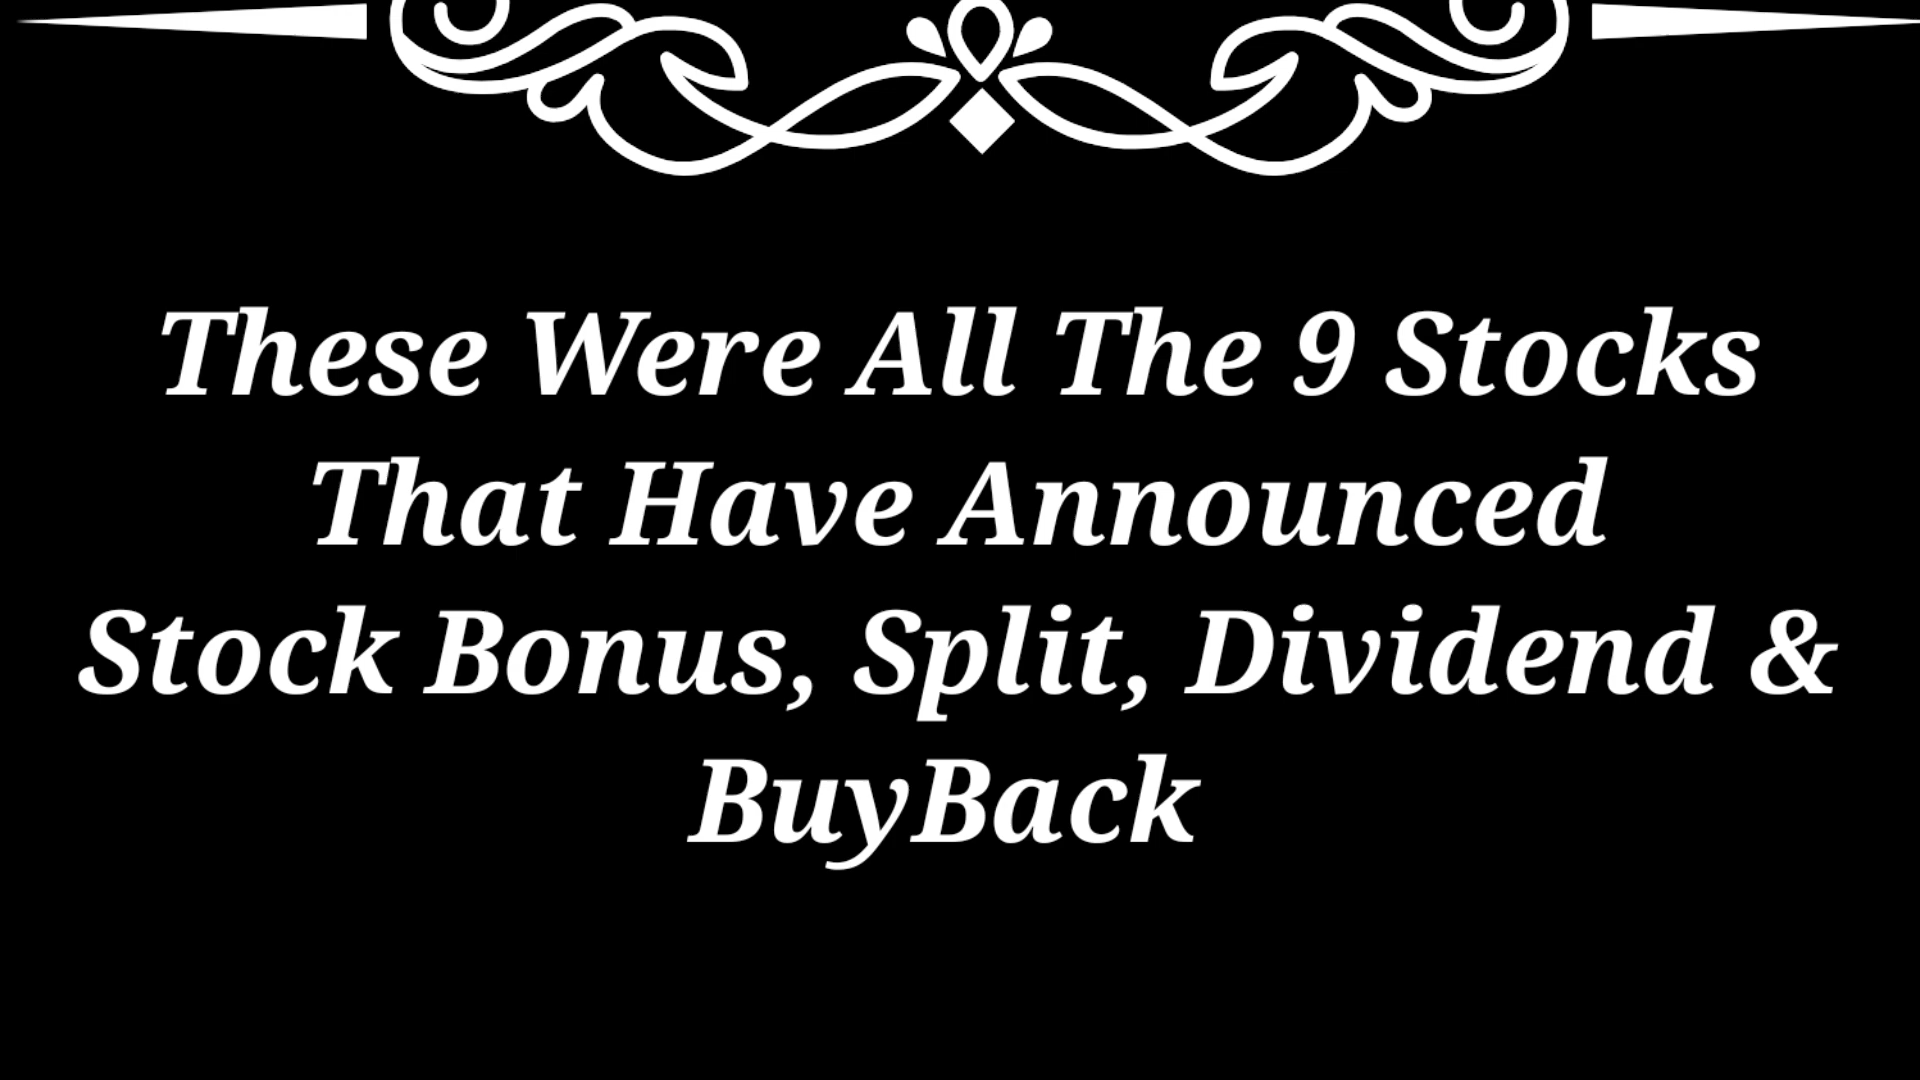 These Were All The 9 Stocks
That Have Announced
Stock Bonus, Split, Dividend &
BuyBack